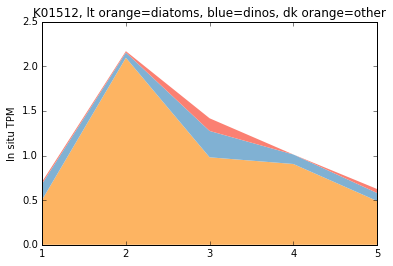 K01512, lt orange=diatoms, blue=dinos, dk orange=other
In situ TPM
2.5
2.0
1.5
1.0
0.5
0.0
1 2 3 4 5